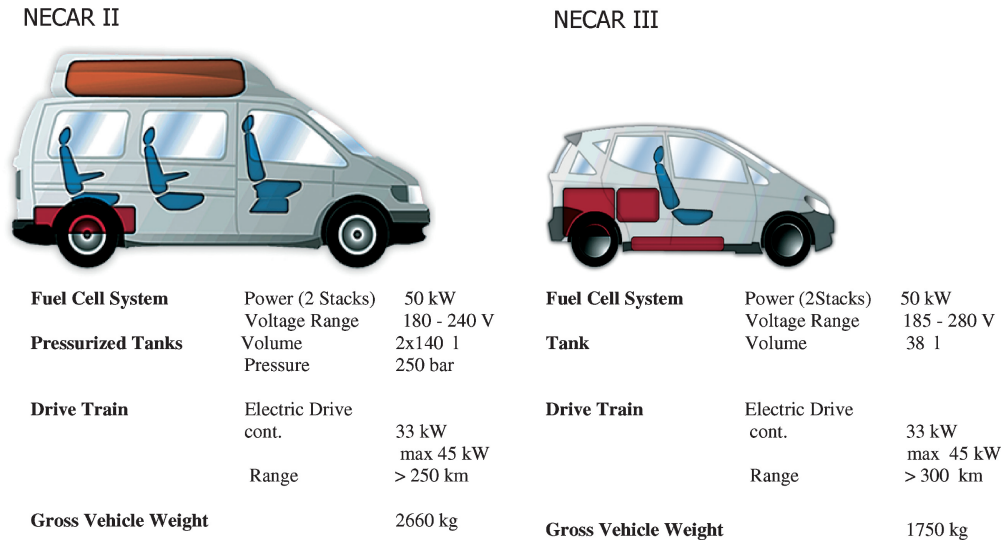 NECAR II
Fuel Cell System Power (2 Stacks) 50 kW
Voltage Range 180 - 240 V
Pressurized Tanks Volume 2x140 l
Pressure 250 bar
Drive Train Electric Drive
cont. 33 kW
max 45 kW
Range > 250 km
Gross Vehicle Weight 2660 kg
NECAR III
Fuel Cell System Power (2Stacks) 50 kW
Voltage Range 185 - 280 V
Tank Volume 38 l
Drive Train Electric Drive
cont. 33 kW
max 45 kW
Range > 300 km
Gross Vehicle Weight 1750 kg